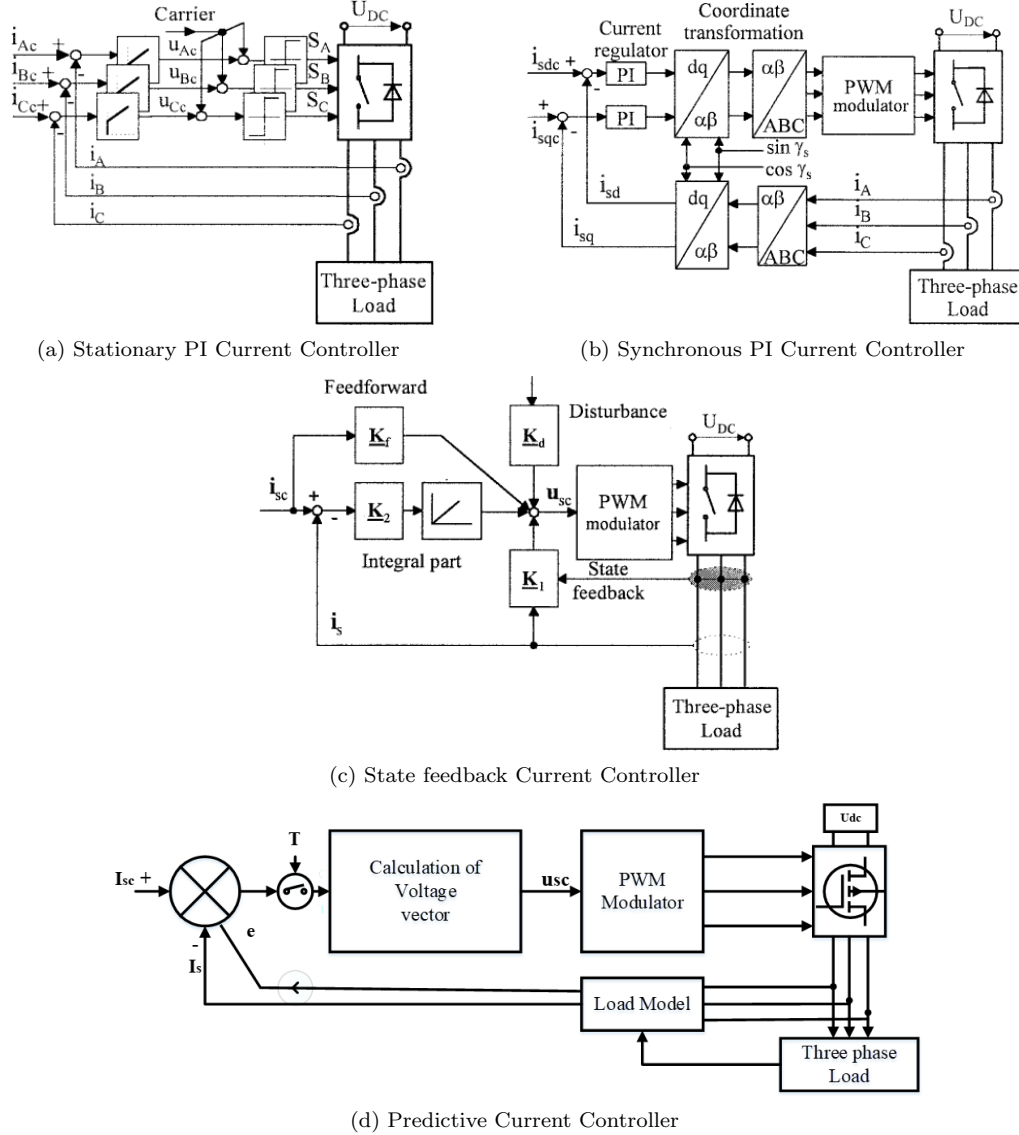 Carrier
U_DC
i_Ac +
u_Ac
S_A
i_Bc +
u_Bc
S_B
i_Cc +
u_Cc
S_C
-
-
-
i_A
i_B
i_C
Three-phase
Load
(a) Stationary PI Current Controller
Current
regulator
Coordinate
transformation
U_DC
i_sdc +
-
PI
dq
αβ
αβ
ABC
PWM
modulator
+
i_sqc
-
PI
sin γ_s
cos γ_s
i_sd
i_sq
dq
αβ
αβ
ABC
i_A
i_B
i_C
Three-phase
Load
(b) Synchronous PI Current Controller
Feedforward
K_f
Disturbance
K_d
U_DC
i_sc
+
-
K_2
Integral part
u_sc
PWM
modulator
K_1
State
feedback
i_s
Three-phase
Load
(c) State feedback Current Controller
Udc
T
Isc +
Calculation of
Voltage
vector
usc
PWM
Modulator
e
-
Is
Load Model
Three phase
Load
(d) Predictive Current Controller